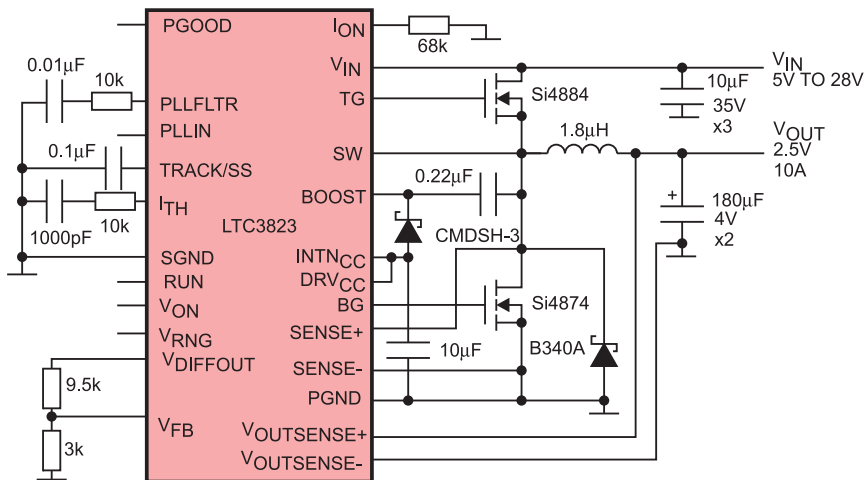 PGOOD
ION
68k
VIN
VIN
5V TO 28V
0.01µF
10k
PLLFLTR
TG
Si4884
10µF
35V
x3
PLLIN
1.8µH
VOUT
2.5V
10A
0.1µF
TRACK/SS
SW
ITH
BOOST
0.22µF
10k
1000pF
LTC3823
CMDSH-3
180µF
4V
x2
SGND
INTNCC
RUN
DRVCC
VON
BG
Si4874
VRNG
SENSE+
VDIFFOUT
10µF
B340A
9.5k
SENSE-
PGND
VFB
VOUTSENSE+
3k
VOUTSENSE-
+